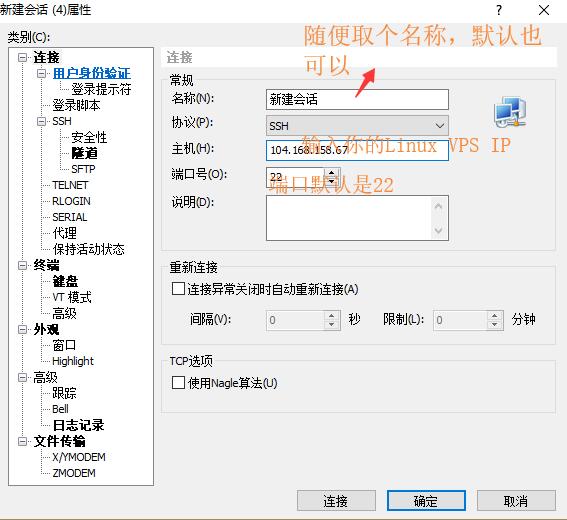 新建会话 (4)属性
类别(C):
连接
用户身份验证
登录提示符
登录脚本
SSH
安全性
隧道
SFTP
TELNET
RLOGIN
SERIAL
代理
保持活动状态
终端
键盘
VT 模式
高级
外观
窗口
Highlight
高级
跟踪
Bell
日志记录
文件传输
X/YMODEM
ZMODEM
随便取个名称，默认也
可以
连接
常规
名称(N):
新建会话
协议(P):
SSH
主机(H):
104.168.158.67
输入你的Linux VPS IP
端口号(O):
22
端口默认是22
说明(D):
重新连接
连接异常关闭时自动重新连接(A)
间隔(V):
0
秒
限制(L):
0
分钟
TCP选项
使用Nagle算法(U)
连接
确定
取消